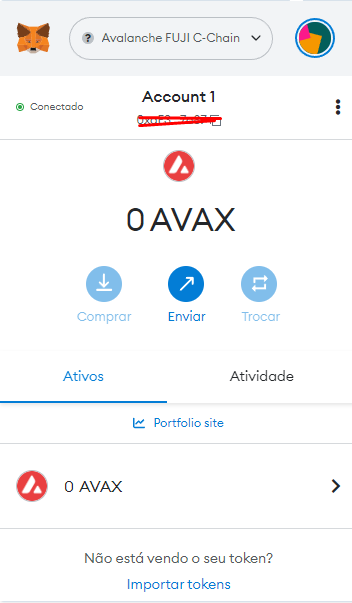 Avalanche FUJI C-Chain
Conectado
Account 1
0 AVAX
Comprar
Enviar
Trocar
Ativos
Atividade
Portfolio site
0 AVAX
Não está vendo o seu token?
Importar tokens